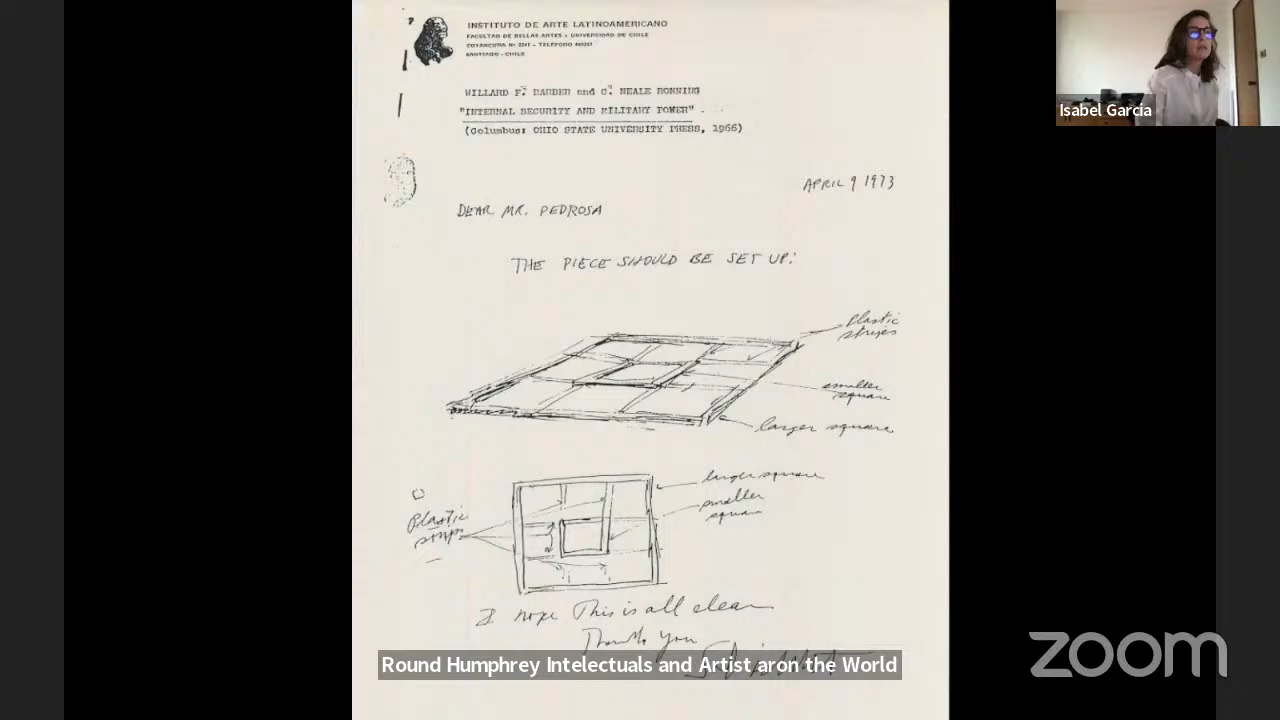 INSTITUTO DE ARTE LATINOAMERICANO
FACULTAD DE BELLAS ARTES - UNIVERSIDAD DE CHILE
SANTIAGO - CHILE
WILLARD F. BARBER and C. NEALE RONNING
"INTERNAL SECURITY AND MILITARY POWER"
(Columbus: OHIO STATE UNIVERSITY PRESS, 1966)
APRIL 9 1973
DEAR MR. PEDROSA
THE PIECE SHOULD BE SET UP:
Plastic
strips
smaller
square
larger square
larger square
smaller
square
Plastic
strips
I hope This is all clear
Thank you
Round Humphrey Intelectuals and Artist aron the World
Isabel García
zoom